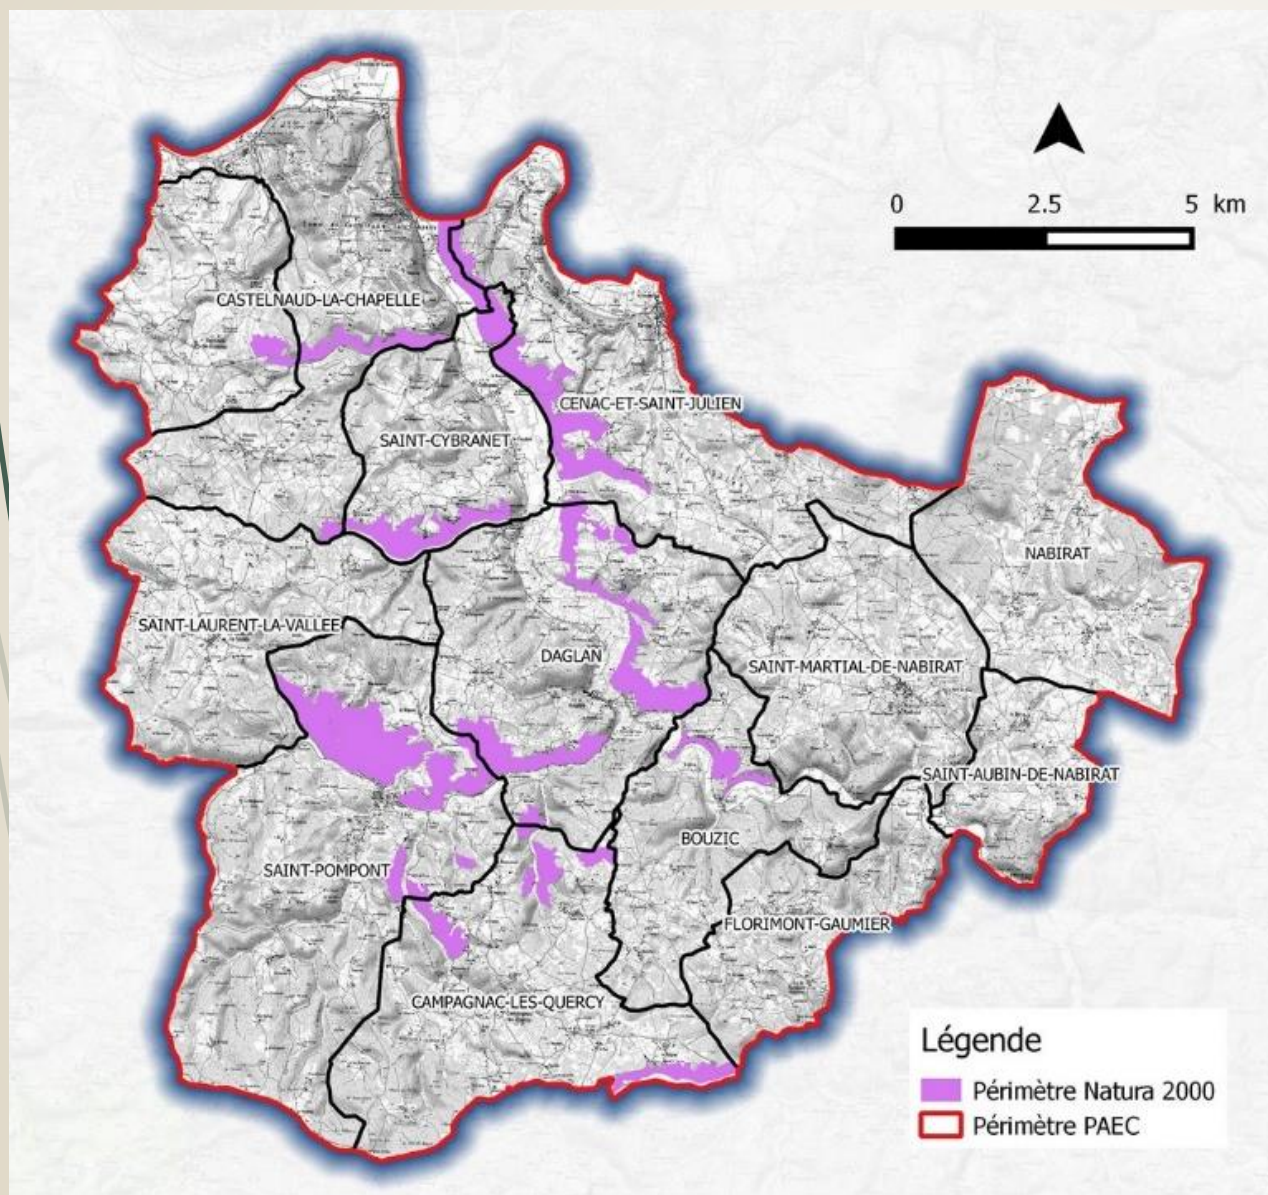 0 2.5 5 km
CASTELNAUD-LA-CHAPELLE
CENAC-ET-SAINT-JULIEN
SAINT-CYBRANET
NABIRAT
SAINT-LAURENT-LA-VALLEE
DAGLAN
SAINT-MARTIAL-DE-NABIRAT
SAINT-AUBIN-DE-NABIRAT
BOUZIC
SAINT-POMPONT
FLORIMONT-GAUMIER
CAMPAGNAC-LES-QUERCY
Légende
Périmètre Natura 2000
Périmètre PAEC